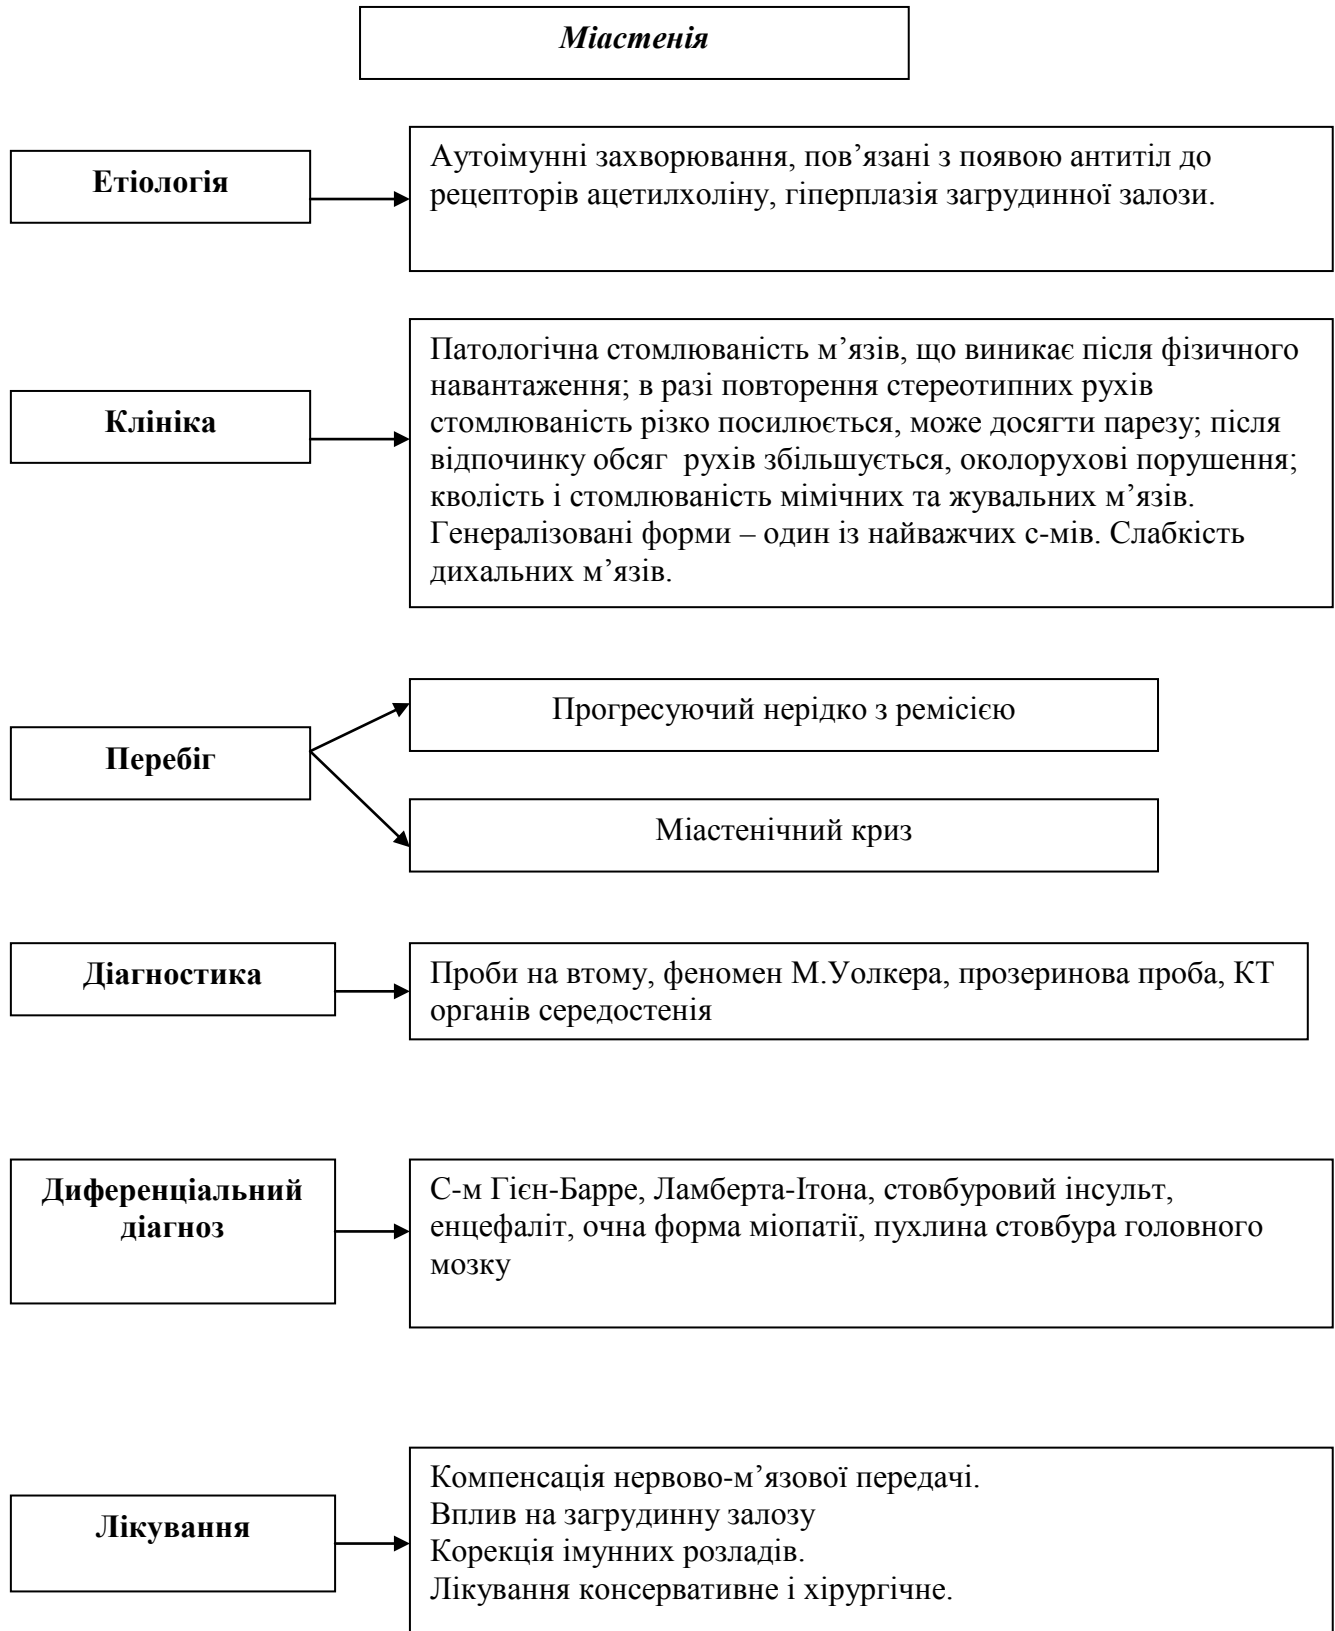 Міастенія
Етіологія
Аутоімунні захворювання, пов’язані з появою антитіл до
рецепторів ацетилхоліну, гіперплазія загрудинної залози.
Клініка
Патологічна стомлюваність м’язів, що виникає після фізичного
навантаження; в разі повторення стереотипних рухів
стомлюваність різко посилюється, може досягти парезу; після
відпочинку обсяг рухів збільшується, околорухові порушення;
кволість і стомлюваність мімічних та жувальних м’язів.
Генералізовані форми – один із найважчих с-мів. Слабкість
дихальних м’язів.
Перебіг
Прогресуючий нерідко з ремісією
Міастенічний криз
Діагностика
Проби на втому, феномен М.Уолкера, прозеринова проба, КТ
органів середостенія
Диференціальний
діагноз
С-м Гієн-Барре, Ламберта-Ітона, стовбуровий інсульт,
енцефаліт, очна форма міопатії, пухлина стовбура головного
мозку
Лікування
Компенсація нервово-м’язової передачі.
Вплив на загрудинну залозу
Корекція імунних розладів.
Лікування консервативне і хірургічне.